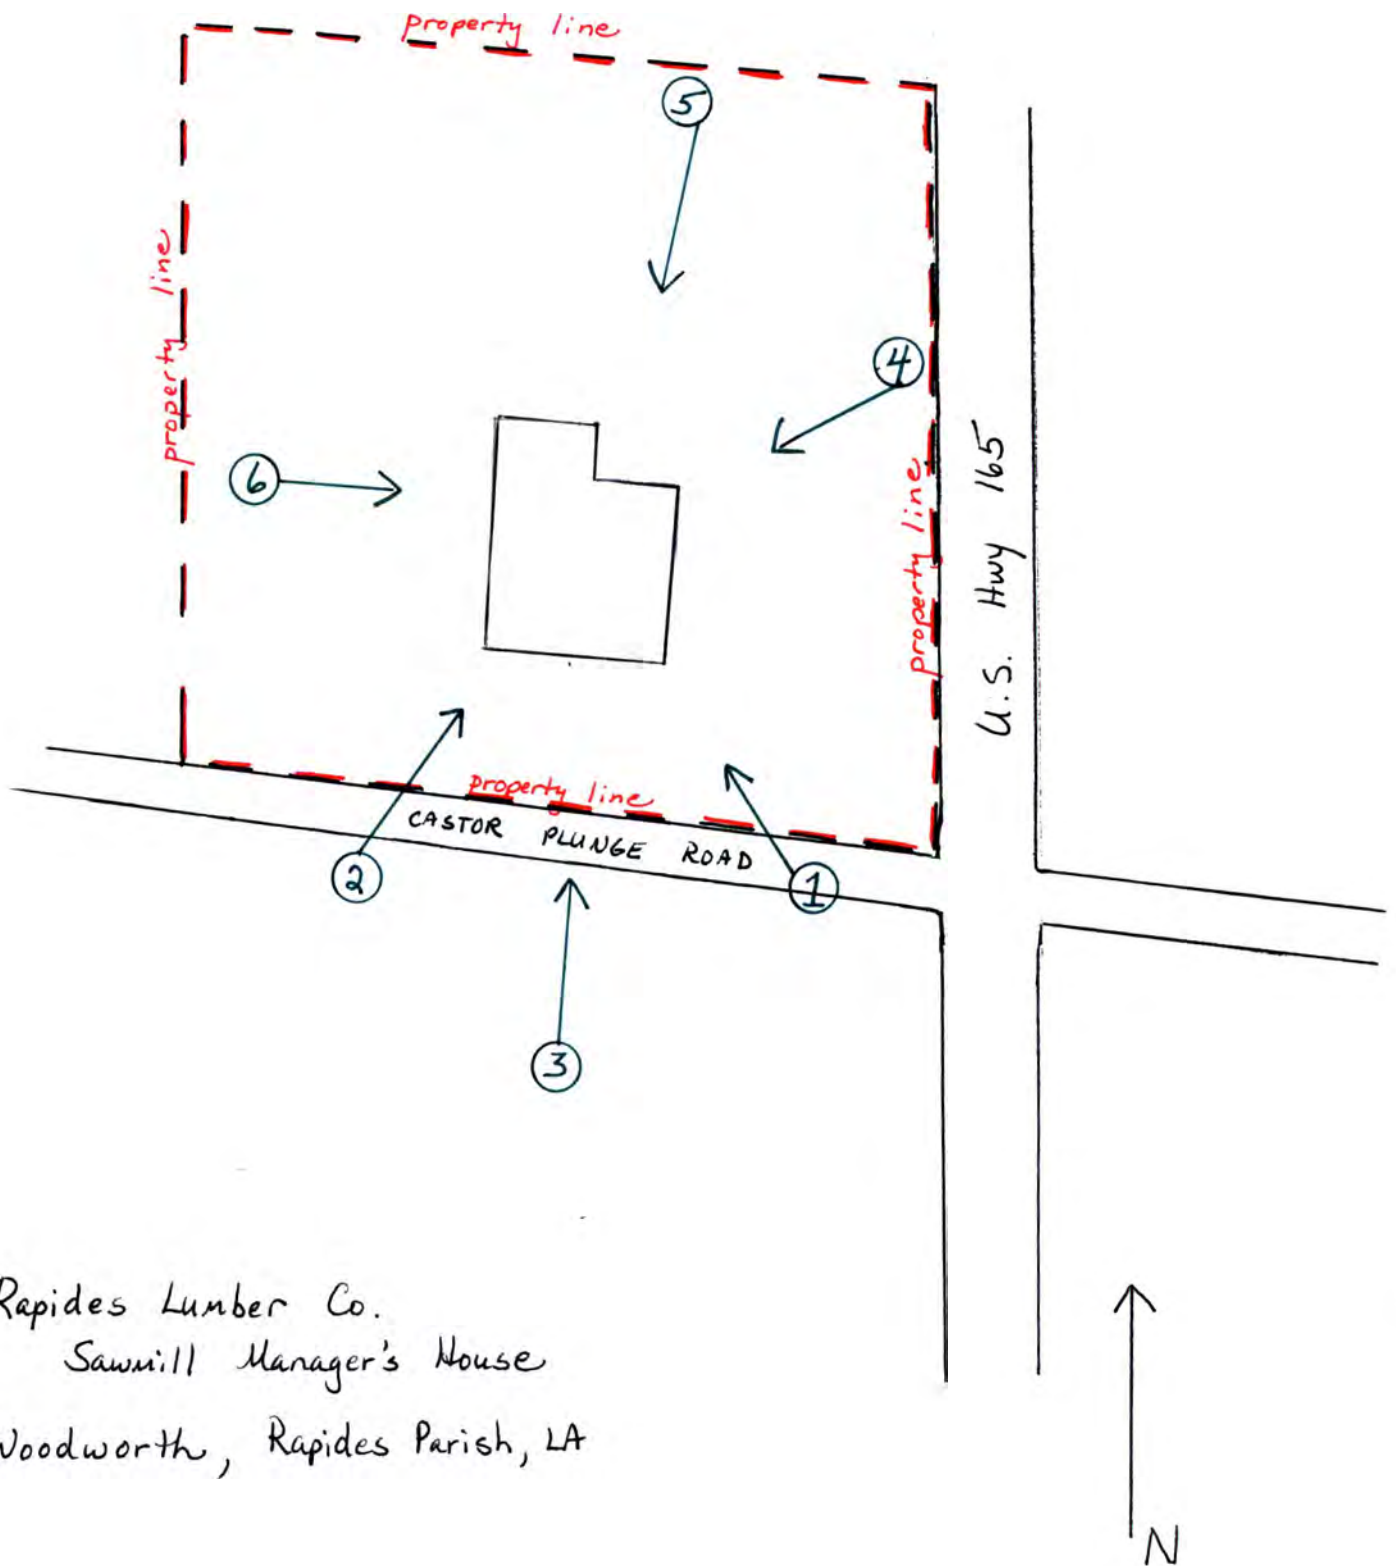 property line
5
property line
4
6
U.S. Hwy 165
property line
property line
CASTOR PLUNGE ROAD
2
1
3
Rapides Lumber Co.
Sawmill Manager's House
Woodworth, Rapides Parish, LA
N